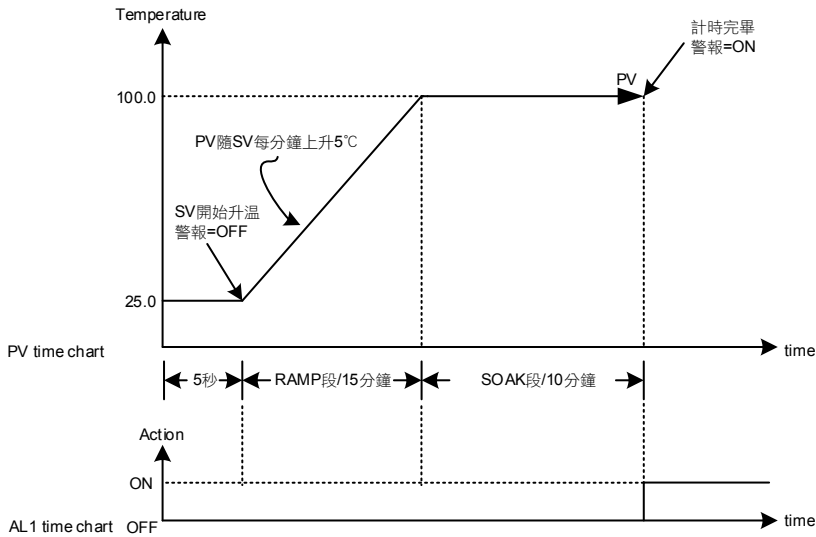 Temperature
計時完畢
警報=ON
PV
100.0
PV隨SV每分鐘上升5℃
SV開始升温
警報=OFF
25.0
PV time chart
time
5秒
RAMP段/15分鐘
SOAK段/10分鐘
Action
ON
AL1 time chart
OFF
time